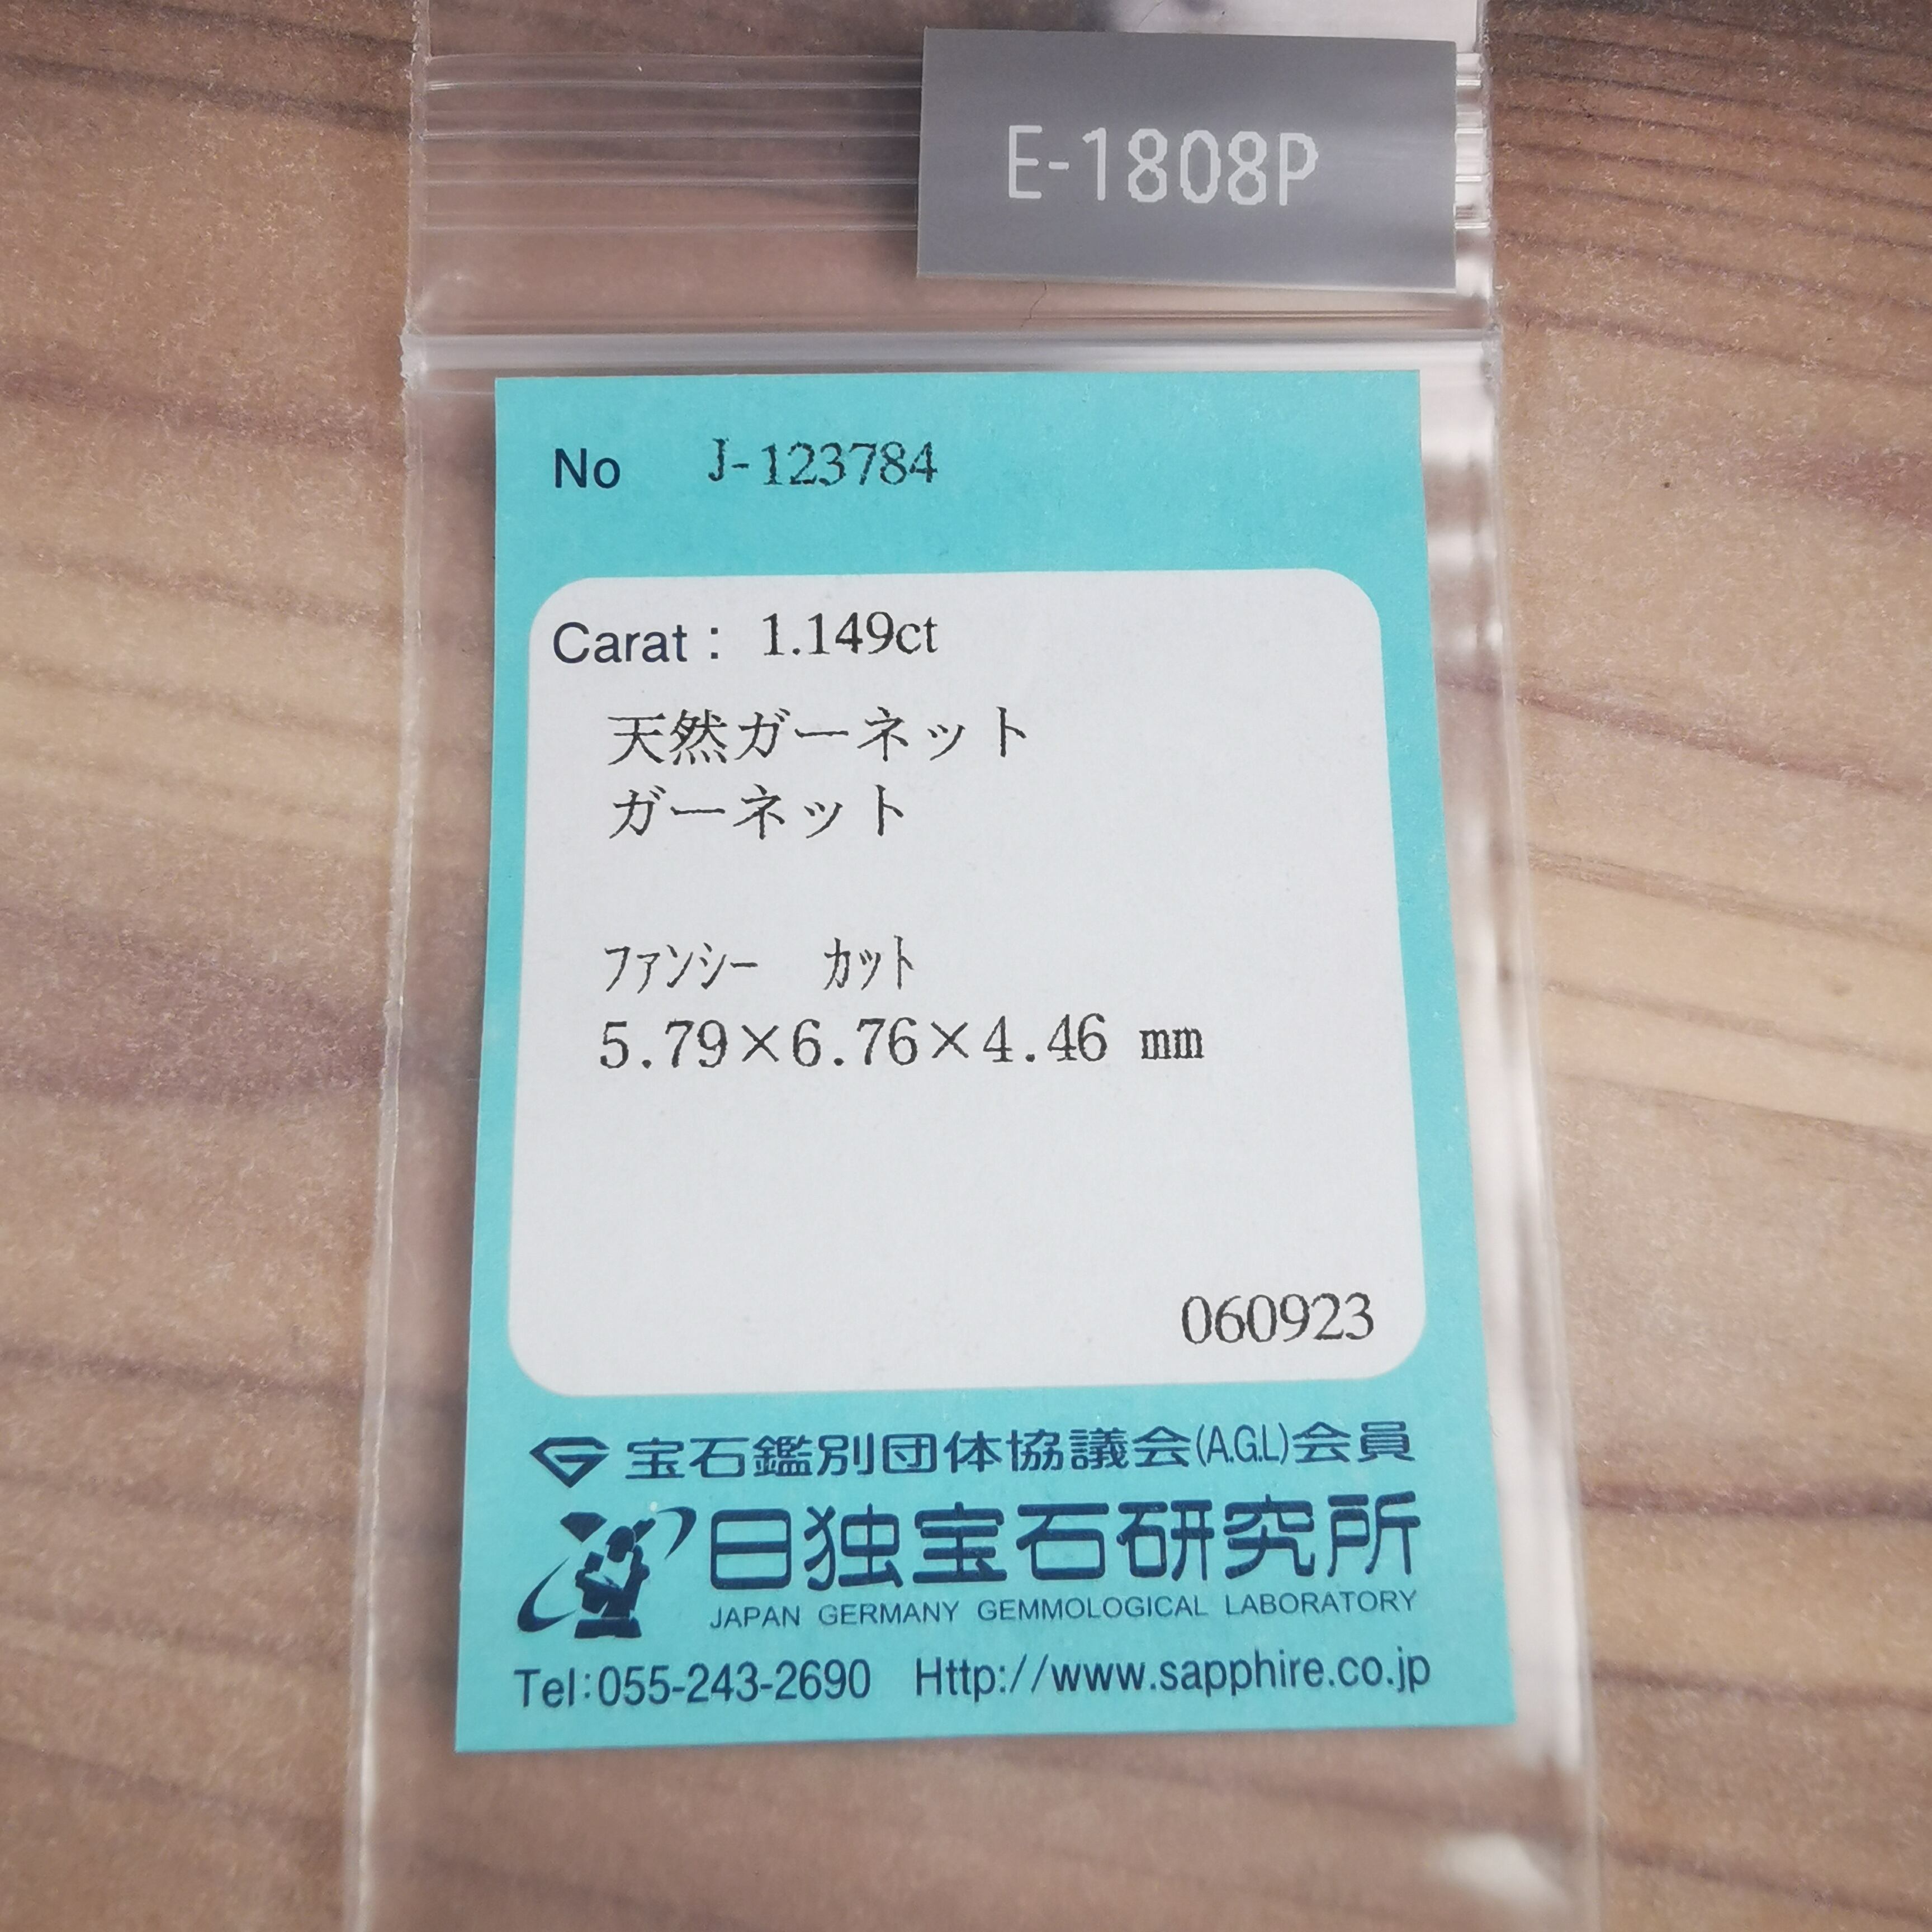 E-1808P
No J-123784
Carat : 1.149ct
天然ガーネット
ガーネット
ファンシー カット
5.79×6.76×4.46 mm
060923
宝石鑑別団体協議会(A.G.L)会員
日独宝石研究所
JAPAN GERMANY GEMMOLOGICAL LABORATORY
Tel:055-243-2690 Http://www.sapphire.co.jp